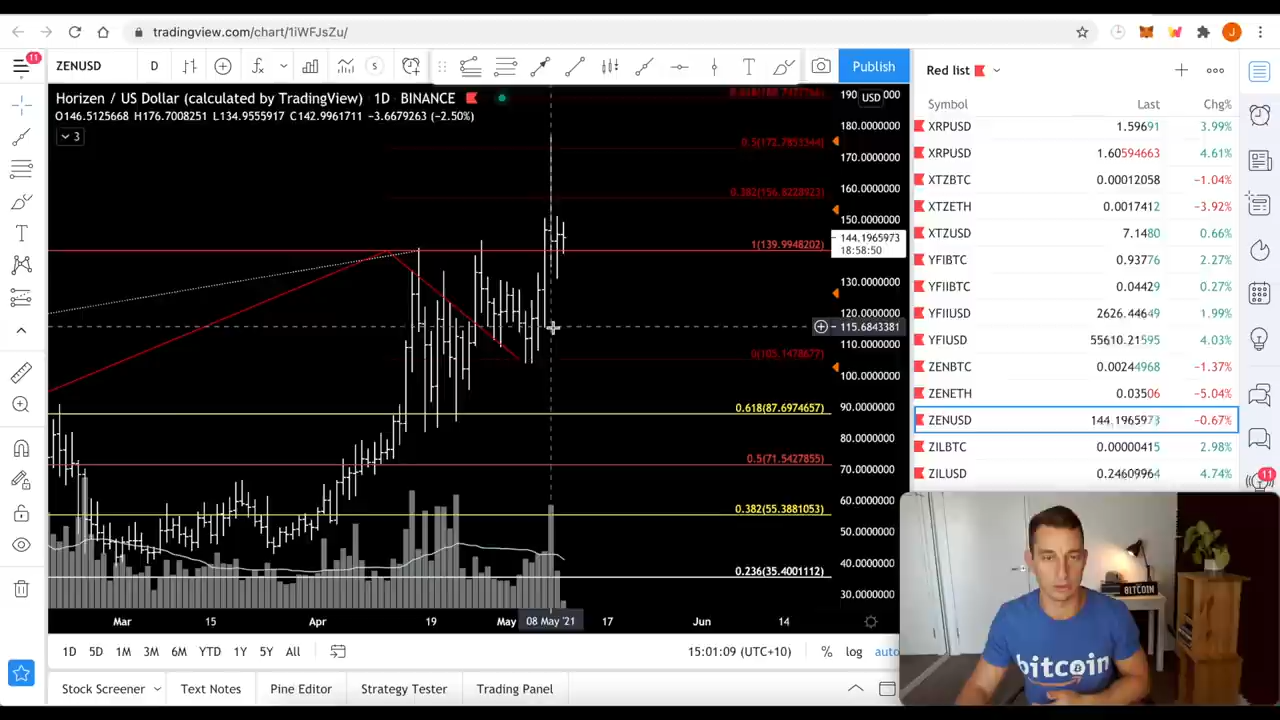 tradingview.com/chart/1iWFJsZu/
J
11
ZENUSD
D
S
T
Publish
Red list
Horizen / US Dollar (calculated by TradingView) 1D BINANCE
USD
O146.5125668 H176.7008251 L134.9555917 C142.9961711 −3.6679263 (−2.50%)
3
0.5(172.7853344)
0.382(156.8228923)
1(139.9948202)
0(105.1478677)
0.618(87.6974657)
0.5(71.5427855)
0.382(55.3881053)
0.236(35.4001112)
180.0000000
170.0000000
160.0000000
150.0000000
144.1965973
18:58:50
130.0000000
120.0000000
115.6843381
110.0000000
100.0000000
90.0000000
80.0000000
70.0000000
60.0000000
50.0000000
40.0000000
30.0000000
Mar 15 Apr 19 May 08 May '21 17 Jun 14
1D 5D 1M 3M 6M YTD 1Y 5Y All
15:01:09 (UTC+10) % log auto
Stock Screener Text Notes Pine Editor Strategy Tester Trading Panel
Symbol Last Chg%
XRPUSD 1.59691 3.99%
XRPUSD 1.60594663 4.61%
XTZBTC 0.00012058 −1.04%
XTZETH 0.0017412 −3.92%
XTZUSD 7.1480 0.66%
YFIBTC 0.93776 2.27%
YFIIBTC 0.04429 0.27%
YFIIUSD 2626.44649 1.99%
YFIUSD 55610.21595 4.03%
ZENBTC 0.00244968 −1.37%
ZENETH 0.03506 −5.04%
ZENUSD 144.1965973 −0.67%
ZILBTC 0.00000415 2.98%
ZILUSD 0.24609964 4.74%
11
BITCOIN
bitcoin